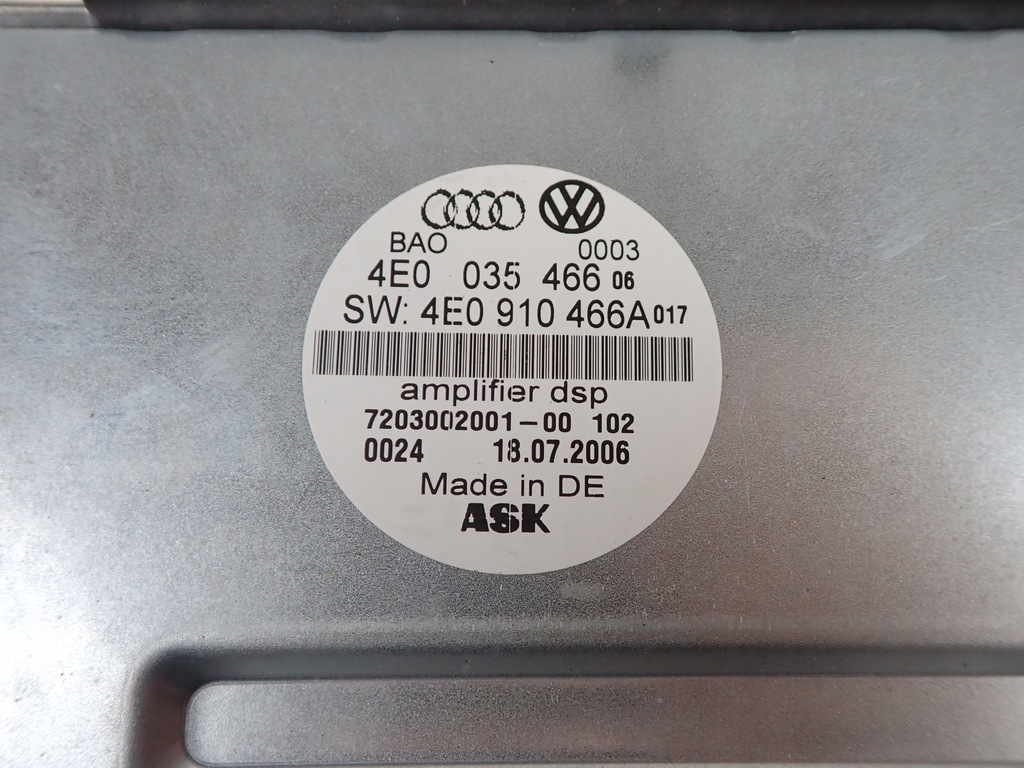 BAO 0003
4E0 035 466 06
SW: 4E0 910 466A 017
amplifier dsp
7203002001-00 102
0024 18.07.2006
Made in DE
ASK